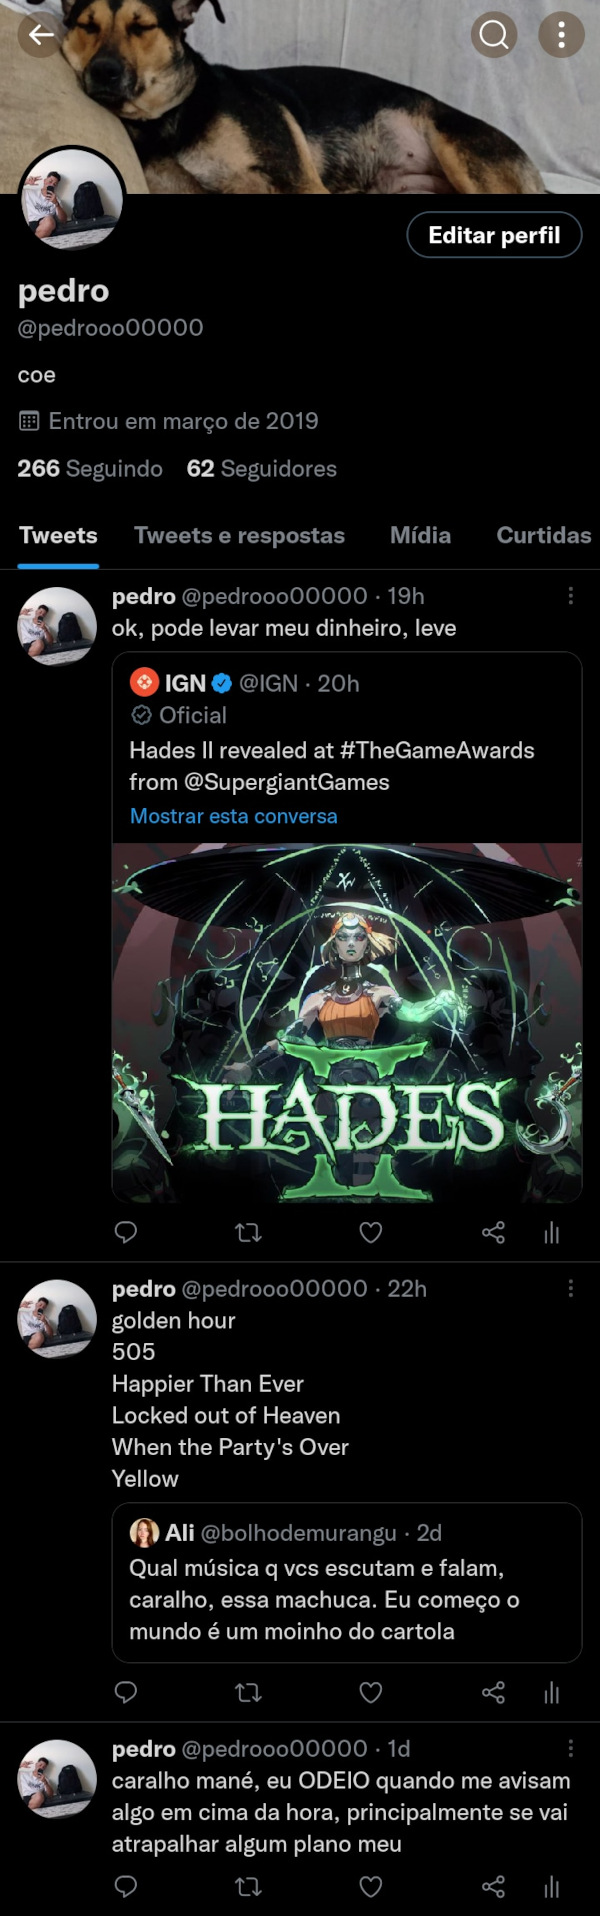 Editar perfil
pedro
@pedrooo00000
coe
Entrou em março de 2019
266 Seguindo 62 Seguidores
Tweets Tweets e respostas Mídia Curtidas
pedro @pedrooo00000 · 19h
ok, pode levar meu dinheiro, leve
IGN @IGN · 20h
Oficial
Hades II revealed at #TheGameAwards
from @SupergiantGames
Mostrar esta conversa
HADES
II
pedro @pedrooo00000 · 22h
golden hour
505
Happier Than Ever
Locked out of Heaven
When the Party's Over
Yellow
Ali @bolhodemurangu · 2d
Qual música q vcs escutam e falam,
caralho, essa machuca. Eu começo o
mundo é um moinho do cartola
pedro @pedrooo00000 · 1d
caralho mané, eu ODEIO quando me avisam
algo em cima da hora, principalmente se vai
atrapalhar algum plano meu